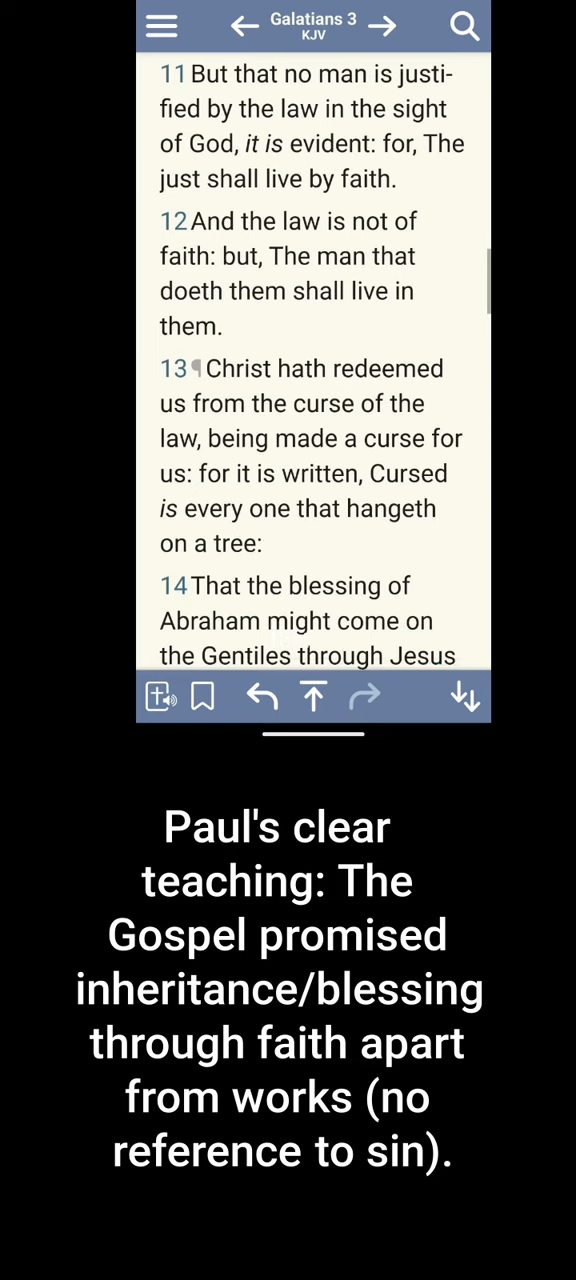 Galatians 3
KJV
11 But that no man is justi-
fied by the law in the sight
of God, it is evident: for, The
just shall live by faith.
12 And the law is not of
faith: but, The man that
doeth them shall live in
them.
13 ¶ Christ hath redeemed
us from the curse of the
law, being made a curse for
us: for it is written, Cursed
is every one that hangeth
on a tree:
14 That the blessing of
Abraham might come on
the Gentiles through Jesus
Paul's clear
teaching: The
Gospel promised
inheritance/blessing
through faith apart
from works (no
reference to sin).